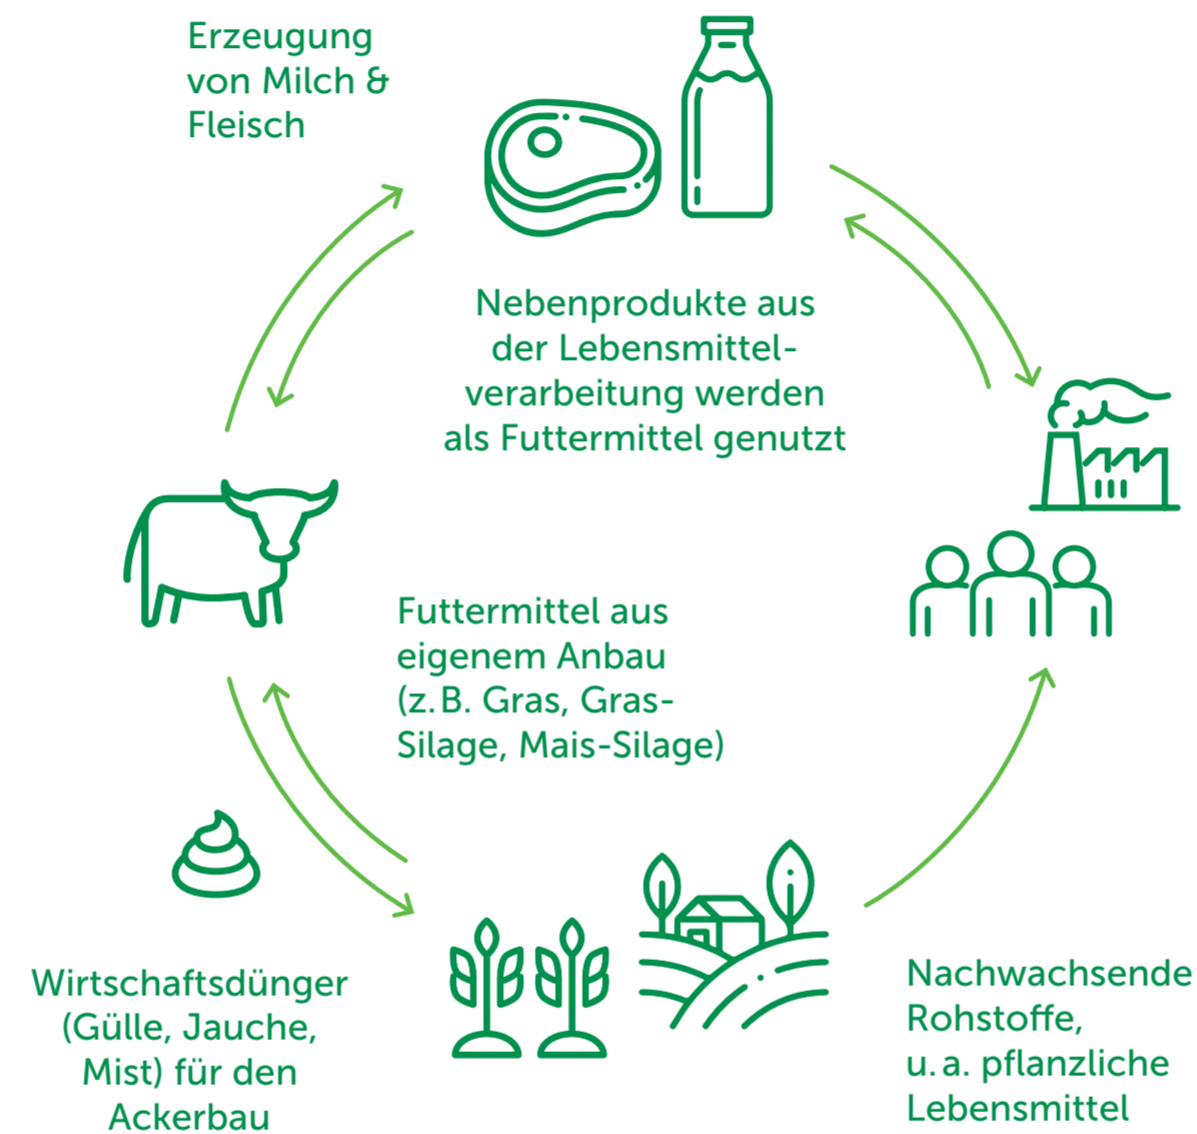 Erzeugung
von Milch &
Fleisch
Nebenprodukte aus
der Lebensmittel-
verarbeitung werden
als Futtermittel genutzt
Futtermittel aus
eigenem Anbau
(z. B. Gras, Gras-
Silage, Mais-Silage)
Wirtschaftsdünger
(Gülle, Jauche,
Mist) für den
Ackerbau
Nachwachsende
Rohstoffe,
u. a. pflanzliche
Lebensmittel